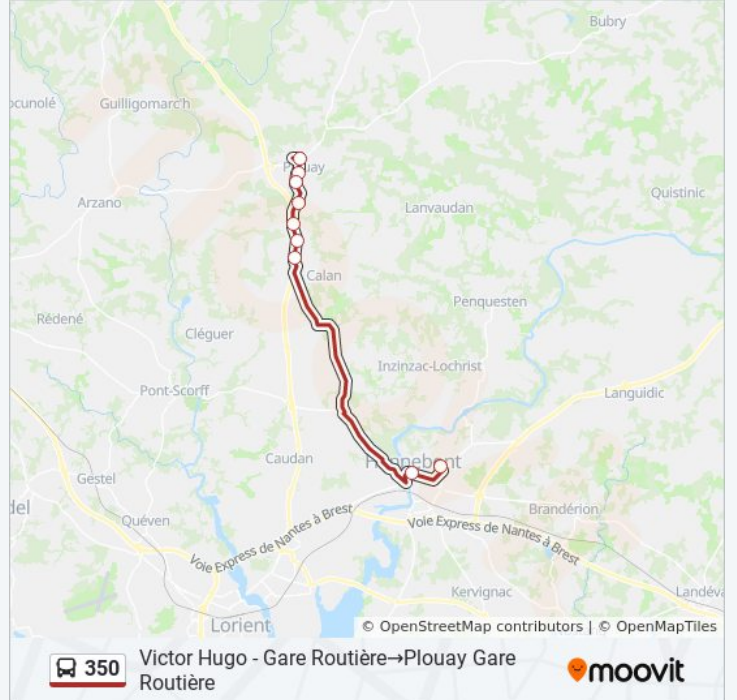 Bubry
ocunolé
Guilligomarc'h
Plouay
Arzano
Quistinic
Lanvaudan
Calan
Penquesten
Rédené
Cléguer
Inzinzac-Lochrist
Pont-Scorff
Languidic
Caudan
Hennebont
Gestel
del
Quéven
Brandérion
Voie Express de Nantes à Brest
Voie Express de Nantes à Brest
Kervignac
Landéva
Lorient
© OpenStreetMap contributors | © OpenMapTiles
350
Victor Hugo - Gare Routière→Plouay Gare
Routière
moovit